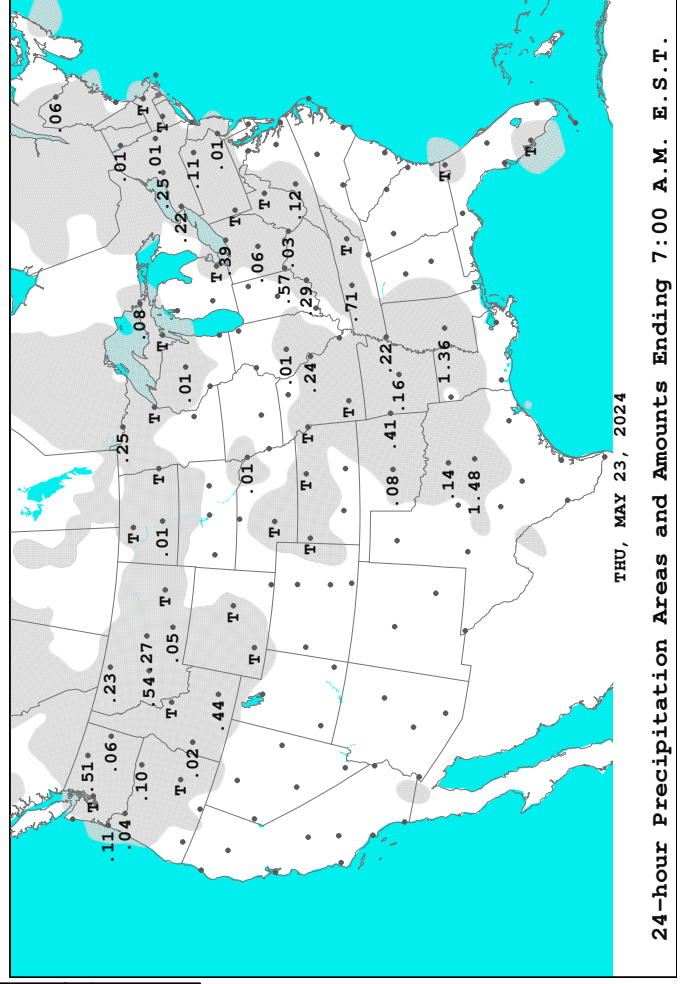 .06
.51
T
.11
.23
.06
.01
.25
.04
T
.08
T
.10
.27
.54
T
.01
T
T
.25
T
.01
T
T
.05
T
.22
.01
.02
.11
T
.44
.01
.39
T
T
.01
T
.06
T
T
.57
.01
.03
.12
T
T
.29
T
.24
T
T
.71
.22
.41
.08
.16
T
1.36
.14
1.48
T
THU, MAY 23, 2024
24-hour Precipitation Areas and Amounts Ending 7:00 A.M. E.S.T.